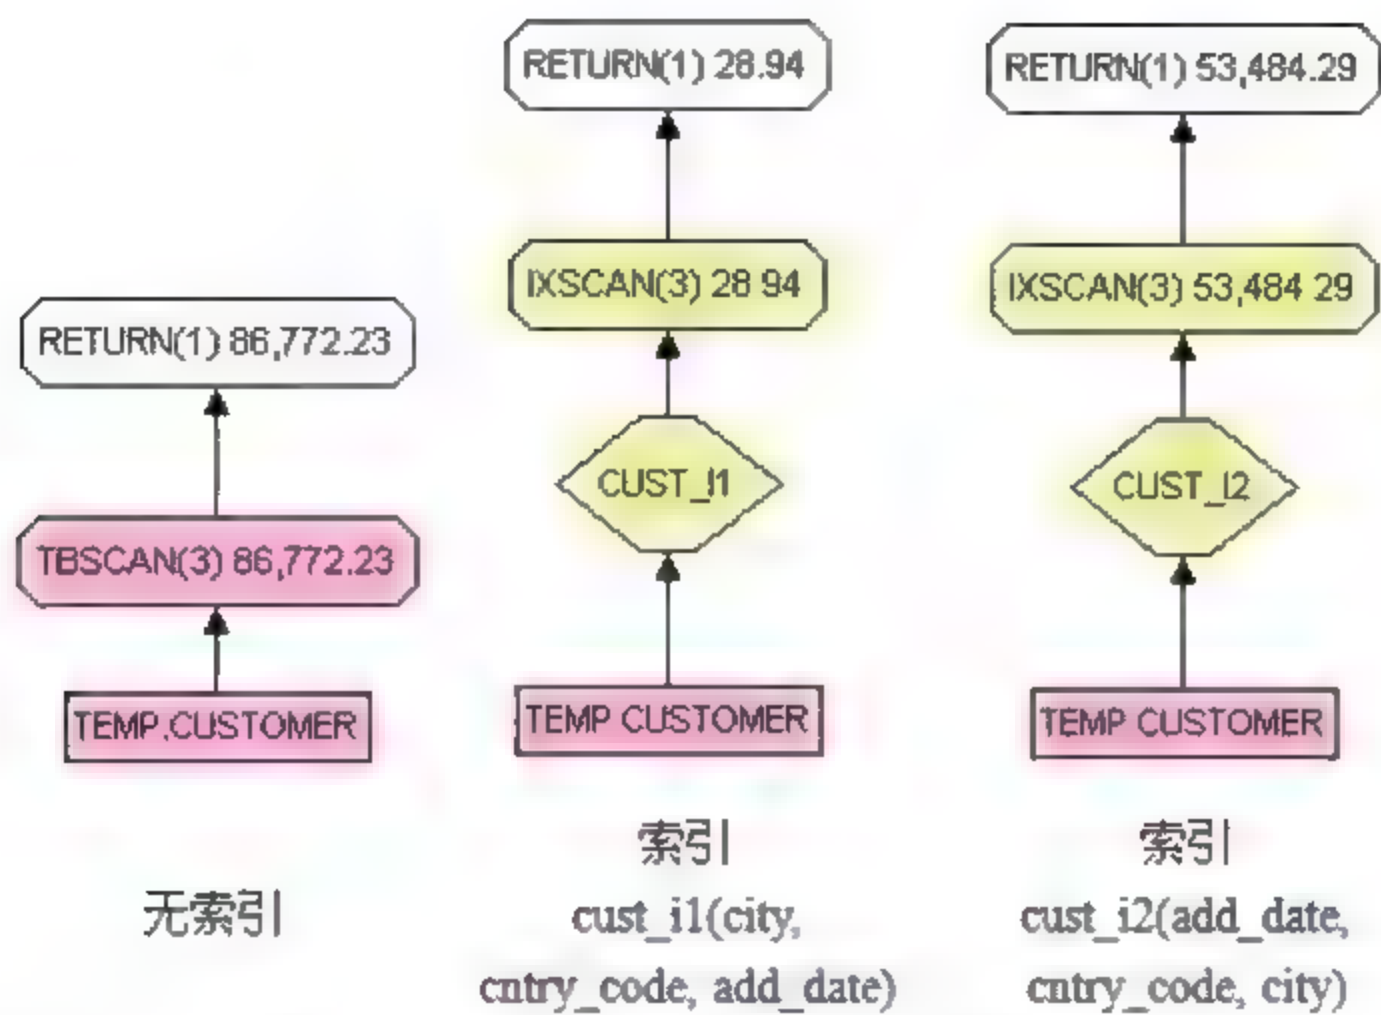 RETURN(1) 86,772.23
TBSCAN(3) 86,772.23
TEMP.CUSTOMER
无索引
RETURN(1) 28.94
IXSCAN(3) 28 94
CUST_I1
TEMP CUSTOMER
索引
cust_i1(city,
cntry_code, add_date)
RETURN(1) 53,484.29
IXSCAN(3) 53,484 29
CUST_I2
TEMP CUSTOMER
索引
cust_i2(add_date,
cntry_code, city)